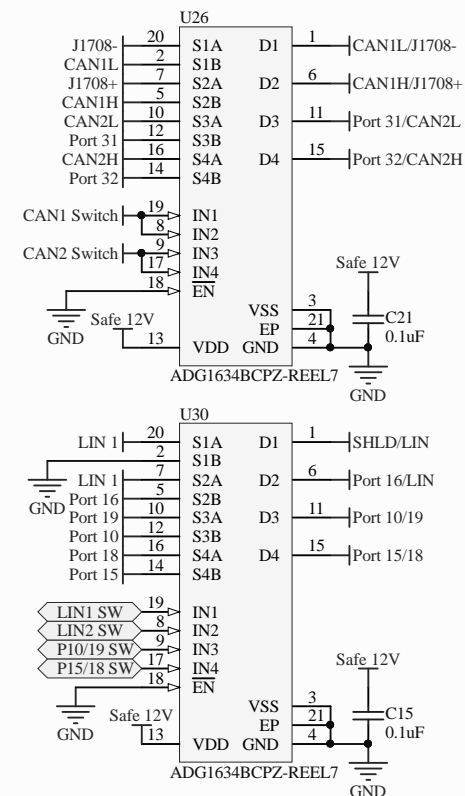 U26
J1708- 20 S1A D1 1 CAN1L/J1708-
CAN1L 2 S1B
J1708+ 7 S2A D2 6 CAN1H/J1708+
CAN1H 5 S2B
CAN2L 10 S3A D3 11 Port 31/CAN2L
Port 31 12 S3B
CAN2H 16 S4A D4 15 Port 32/CAN2H
Port 32 14 S4B
CAN1 Switch 19 IN1
8 IN2
CAN2 Switch 9 IN3
17 IN4
18 EN
Safe 12V
GND
VSS 3
C21
Safe 12V
EP 21
0.1uF
13 VDD GND 4
ADG1634BCPZ-REEL7
GND
U30
LIN 1 20 S1A D1 1 SHLD/LIN
2 S1B
LIN 1 7 S2A D2 6 Port 16/LIN
GND
Port 16 5 S2B
Port 19 10 S3A D3 11 Port 10/19
Port 10 12 S3B
Port 18 16 S4A D4 15 Port 15/18
Port 15 14 S4B
LIN1 SW 19 IN1
LIN2 SW 8 IN2
P10/19 SW 9 IN3
P15/18 SW 17 IN4
18 EN
Safe 12V
GND
VSS 3
C15
Safe 12V
EP 21
0.1uF
13 VDD GND 4
ADG1634BCPZ-REEL7
GND